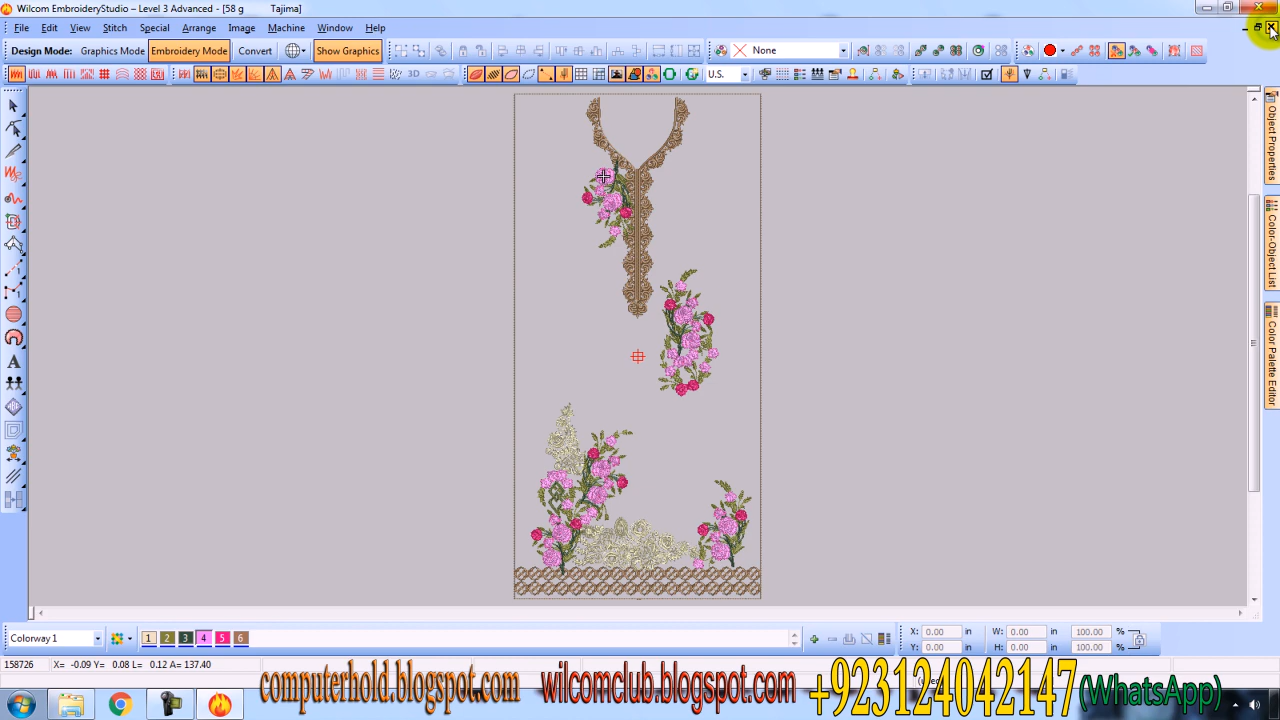 Wilcom EmbroideryStudio – Level 3 Advanced - [58 g Tajima]
File Edit View Stitch Special Arrange Image Machine Window Help
Design Mode: Graphics Mode Embroidery Mode Convert Show Graphics None
U.S.
Object Properties
Color-Object List
Color Palette Editor
Colorway 1 1 2 3 4 5 6 X: 0.00 in W: 0.00 in 100.00 %
Y: 0.00 in H: 0.00 in 100.00 %
158726 X= -0.09 Y= 0.08 L= 0.12 A= 137.40
computerhold.blogspot.com wilcomclub.blogspot.com +923124042147(WhatsApp)